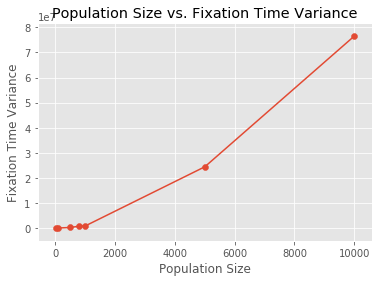 Population Size vs. Fixation Time Variance
1e7
8
7
6
5
4
3
2
1
0
Fixation Time Variance
0 2000 4000 6000 8000 10000
Population Size